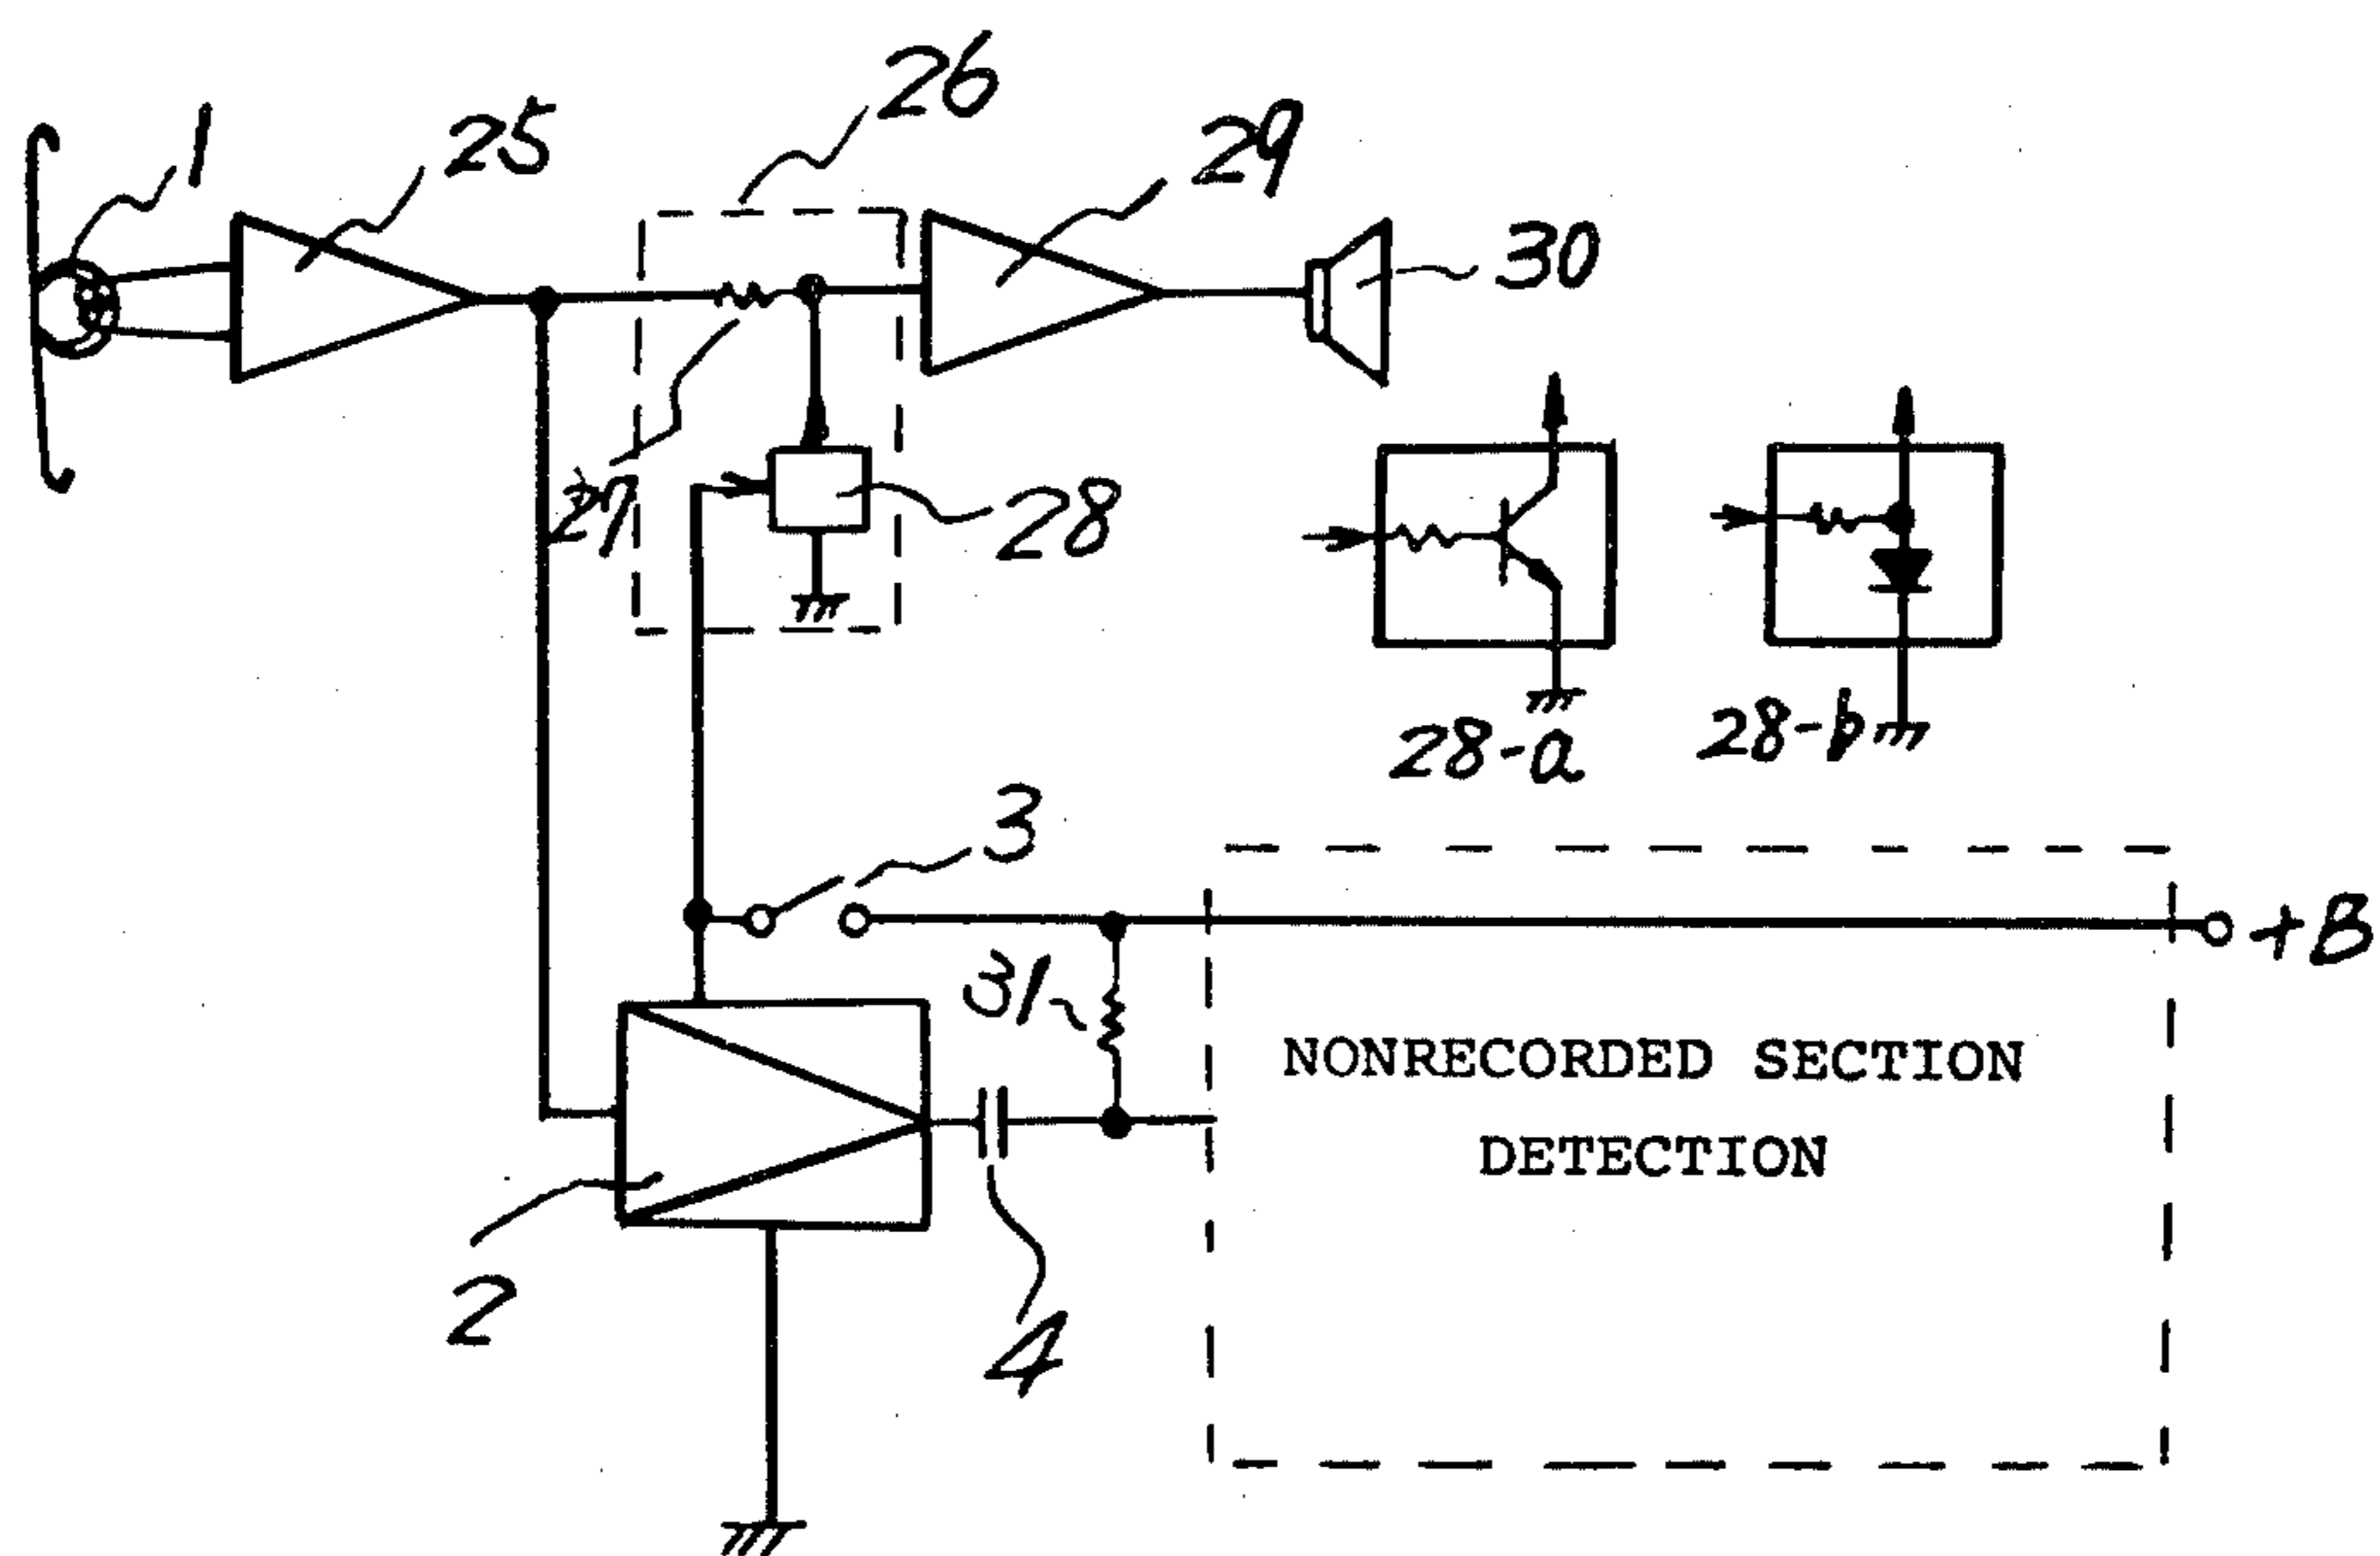 26
1
25
29
30
27
28
28-a
28-b
3
+B
31
NONRECORDED SECTION
DETECTION
2
4